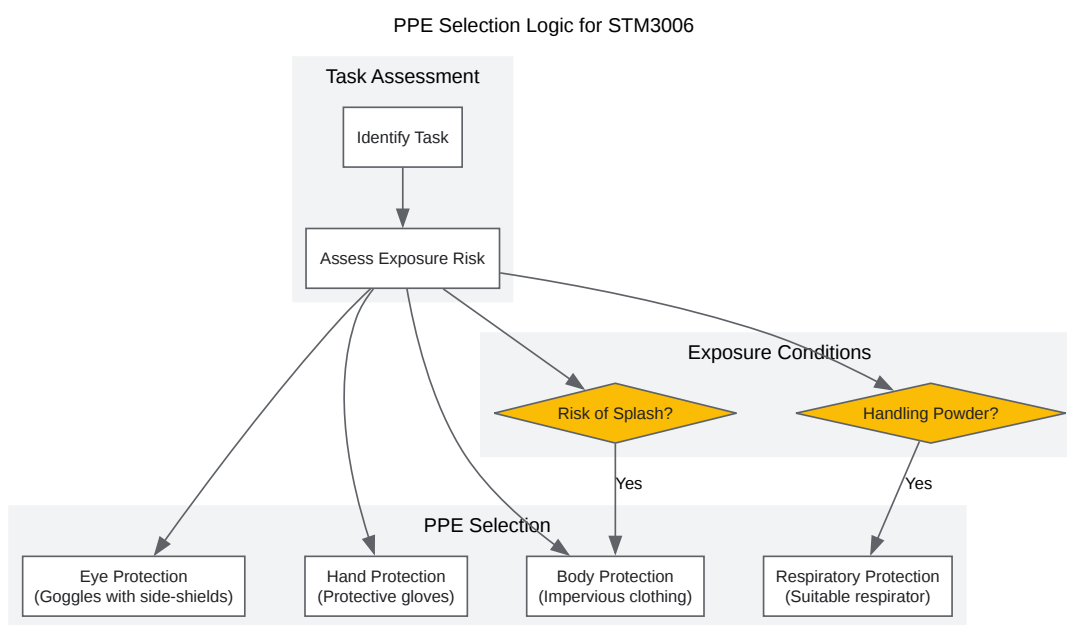 PPE Selection Logic for STM3006
Task Assessment
Identify Task
Assess Exposure Risk
Exposure Conditions
Risk of Splash?
Handling Powder?
Yes
Yes
PPE Selection
Eye Protection
(Goggles with side-shields)
Hand Protection
(Protective gloves)
Body Protection
(Impervious clothing)
Respiratory Protection
(Suitable respirator)